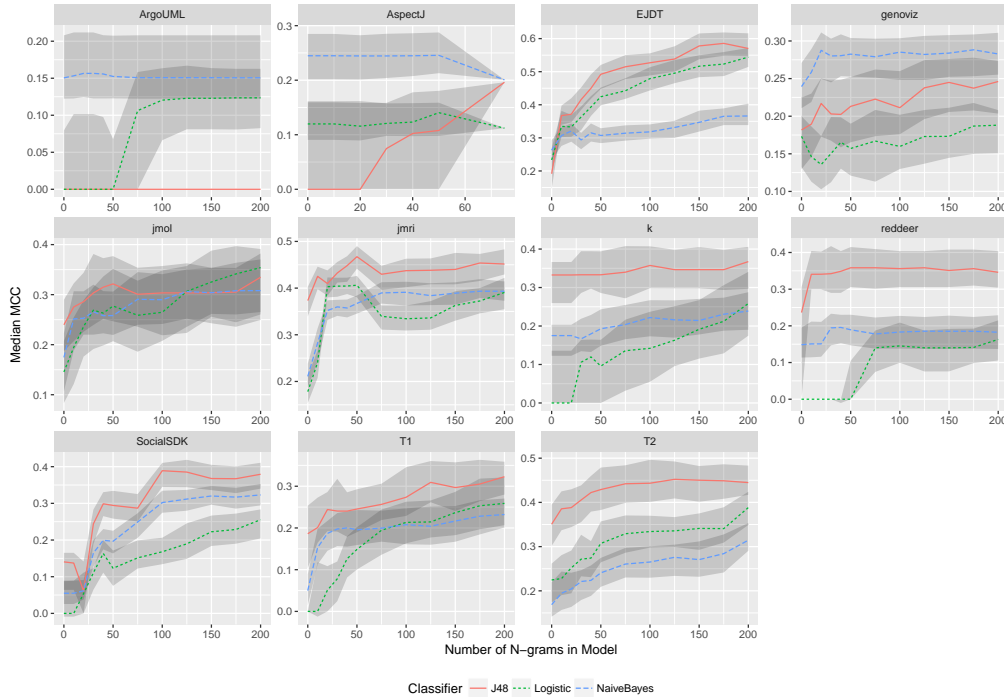 ArgoUML
AspectJ
EJDT
genoviz
0.20
0.15
0.10
0.05
0.00
0 50 100 150 200
0.3
0.2
0.1
0.0
0 20 40 60
0.6
0.5
0.4
0.3
0.2
0 50 100 150 200
0.30
0.25
0.20
0.15
0.10
0 50 100 150 200
jmol
jmri
k
reddeer
0.4
0.3
0.2
0.1
0 50 100 150 200
0.5
0.4
0.3
0.2
0 50 100 150 200
0.4
0.3
0.2
0.1
0.0
0 50 100 150 200
0.4
0.3
0.2
0.1
0.0
0 50 100 150 200
SocialSDK
T1
T2
0.4
0.3
0.2
0.1
0.0
0 50 100 150 200
0.3
0.2
0.1
0.0
0 50 100 150 200
0.5
0.4
0.3
0.2
0 50 100 150 200
Median MCC
Number of N−grams in Model
Classifier J48 Logistic NaiveBayes